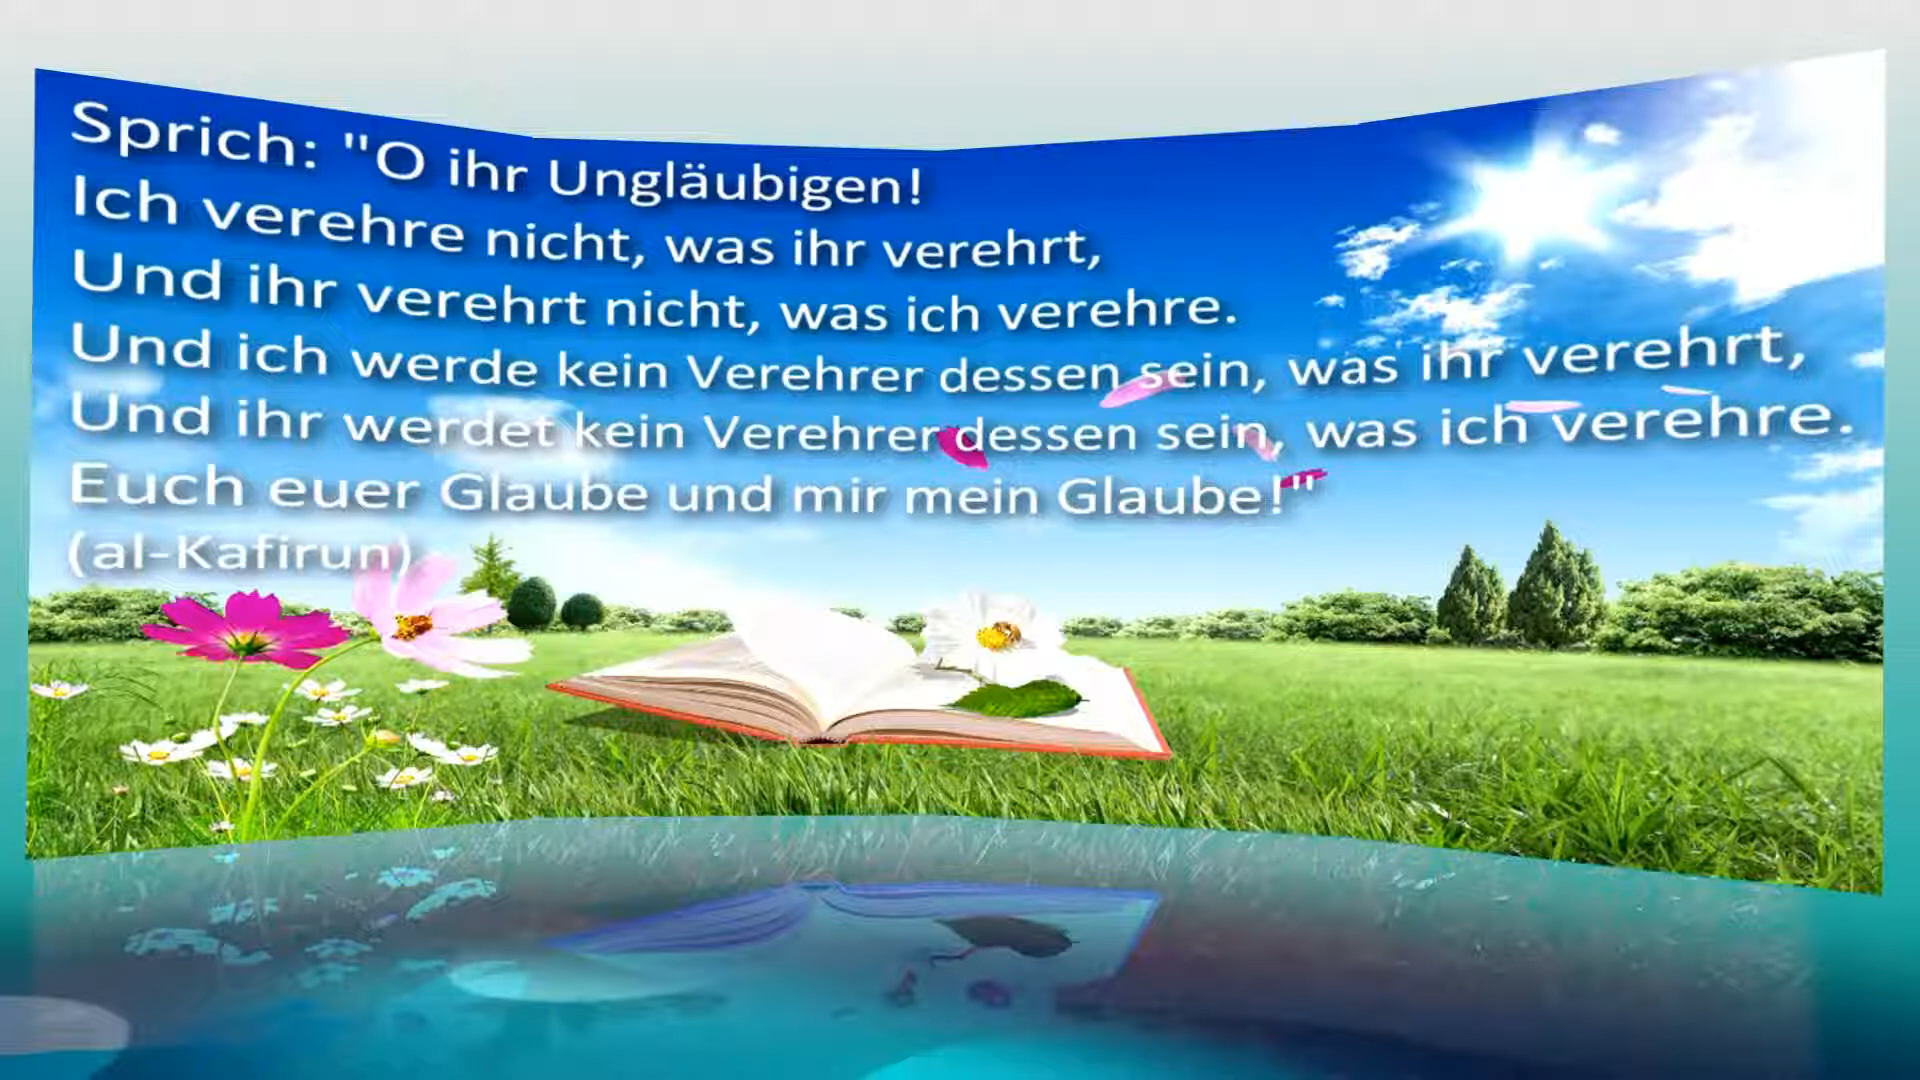 Sprich: "O ihr Ungläubigen!
Ich verehre nicht, was ihr verehrt,
Und ihr verehrt nicht, was ich verehre.
Und ich werde kein Verehrer dessen sein, was ihr verehrt,
Und ihr werdet kein Verehrer dessen sein, was ich verehre.
Euch euer Glaube und mir mein Glaube!"
(al-Kafirun)